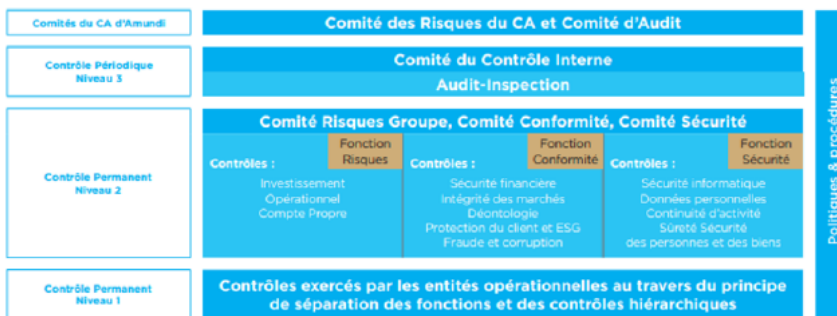 Comités du CA d'Amundi
Comité des Risques du CA et Comité d'Audit
Contrôle Périodique
Niveau 3
Comité du Contrôle Interne
Audit-Inspection
Contrôle Permanent
Niveau 2
Comité Risques Groupe, Comité Conformité, Comité Sécurité
Contrôles :
Fonction
Risques
Investissement
Opérationnel
Compte Propre
Contrôles :
Fonction
Conformité
Sécurité financière
Intégrité des marchés
Déontologie
Protection du client et ESG
Fraude et corruption
Contrôles :
Fonction
Sécurité
Sécurité informatique
Données personnelles
Continuité d'activité
Sûreté Sécurité
des personnes et des biens
Contrôle Permanent
Niveau 1
Contrôles exercés par les entités opérationnelles au travers du principe
de séparation des fonctions et des contrôles hiérarchiques
Politiques & procédures